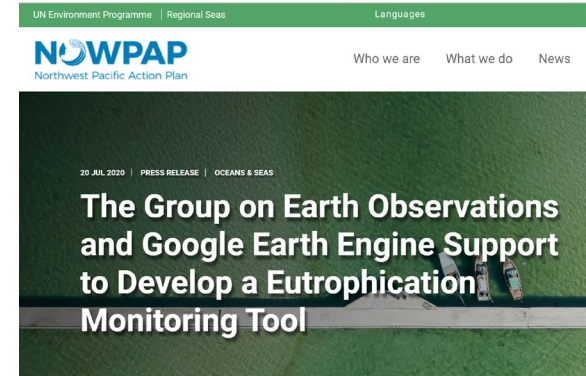 UN Environment Programme | Regional Seas
Languages
NOWPAP
Northwest Pacific Action Plan
Who we are
What we do
News
20 JUL 2020 | PRESS RELEASE | OCEANS & SEAS
The Group on Earth Observations
and Google Earth Engine Support
to Develop a Eutrophication
Monitoring Tool